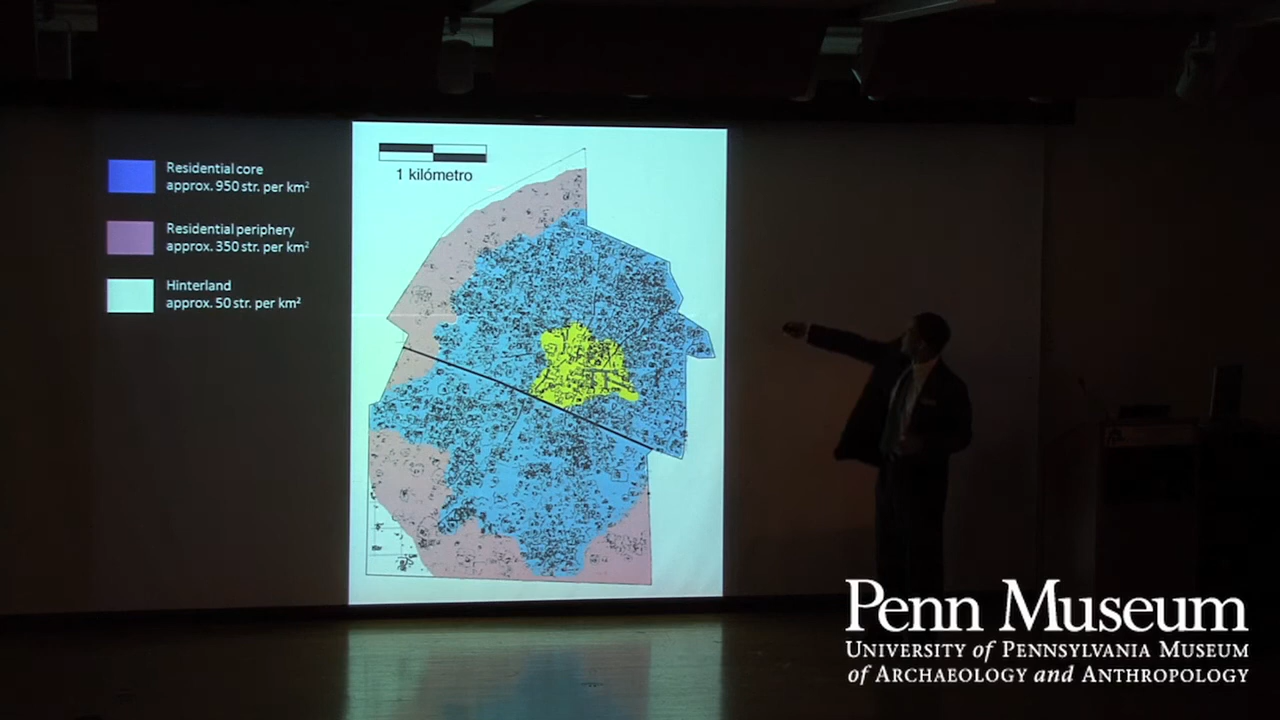 Residential core
approx. 950 str. per km²
Residential periphery
approx. 350 str. per km²
Hinterland
approx. 50 str. per km²
1 kilómetro
Penn Museum
UNIVERSITY of PENNSYLVANIA MUSEUM
of ARCHAEOLOGY and ANTHROPOLOGY